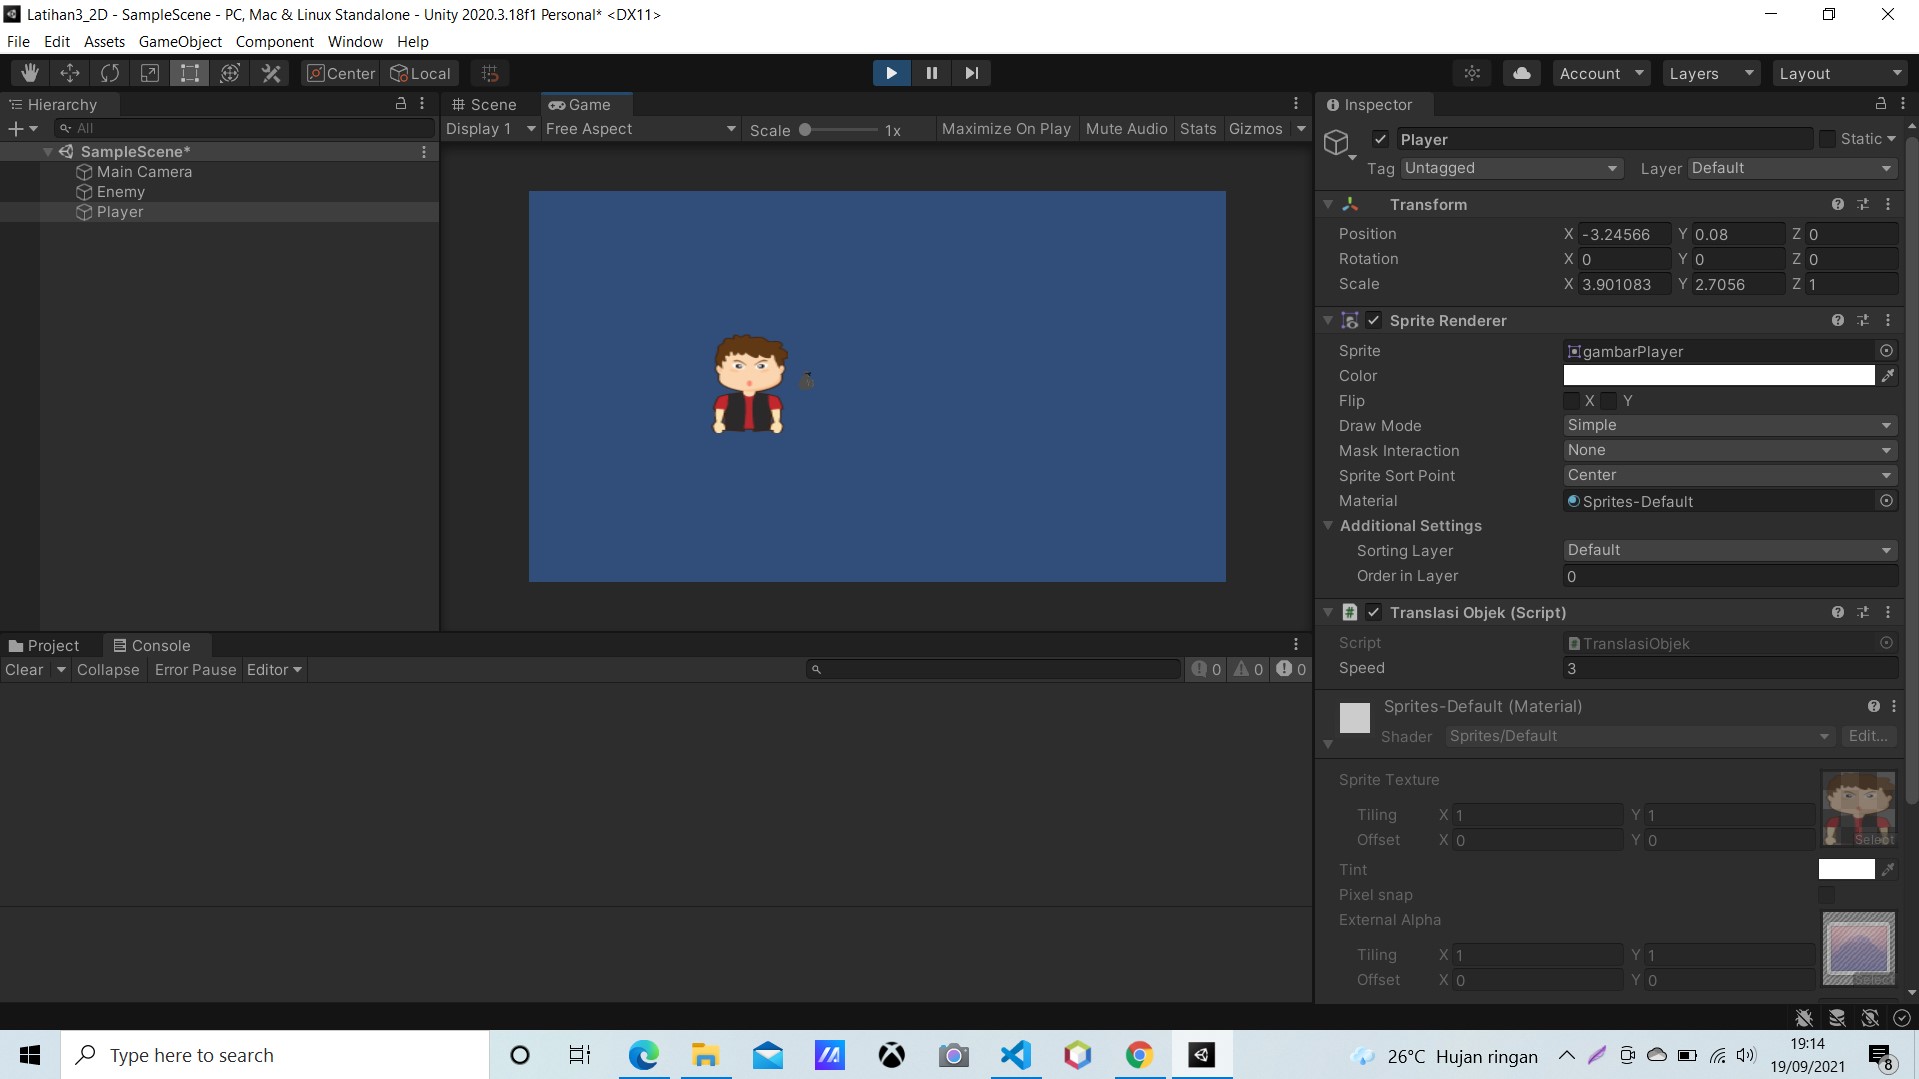 Latihan3_2D - SampleScene - PC, Mac & Linux Standalone - Unity 2020.3.18f1 Personal* <DX11>
File Edit Assets GameObject Component Window Help
Center Local Account Layers Layout
Hierarchy
All
SampleScene*
Main Camera
Enemy
Player
Scene Game
Display 1 Free Aspect Scale 1x Maximize On Play Mute Audio Stats Gizmos
Inspector
Player Static
Tag Untagged Layer Default
Transform
Position X -3.24566 Y 0.08 Z 0
Rotation X 0 Y 0 Z 0
Scale X 3.901083 Y 2.7056 Z 1
Sprite Renderer
Sprite gambarPlayer
Color
Flip X Y
Draw Mode Simple
Mask Interaction None
Sprite Sort Point Center
Material Sprites-Default
Additional Settings
Sorting Layer Default
Order in Layer 0
Translasi Objek (Script)
Script TranslasiObjek
Speed 3
Sprites-Default (Material)
Shader Sprites/Default Edit...
Sprite Texture
Tiling X 1 Y 1
Offset X 0 Y 0
Select
Tint
Pixel snap
External Alpha
Tiling X 1 Y 1
Offset X 0 Y 0
Select
Project Console
Clear Collapse Error Pause Editor 0 0 0
Type here to search
26°C Hujan ringan
19:14
19/09/2021
8